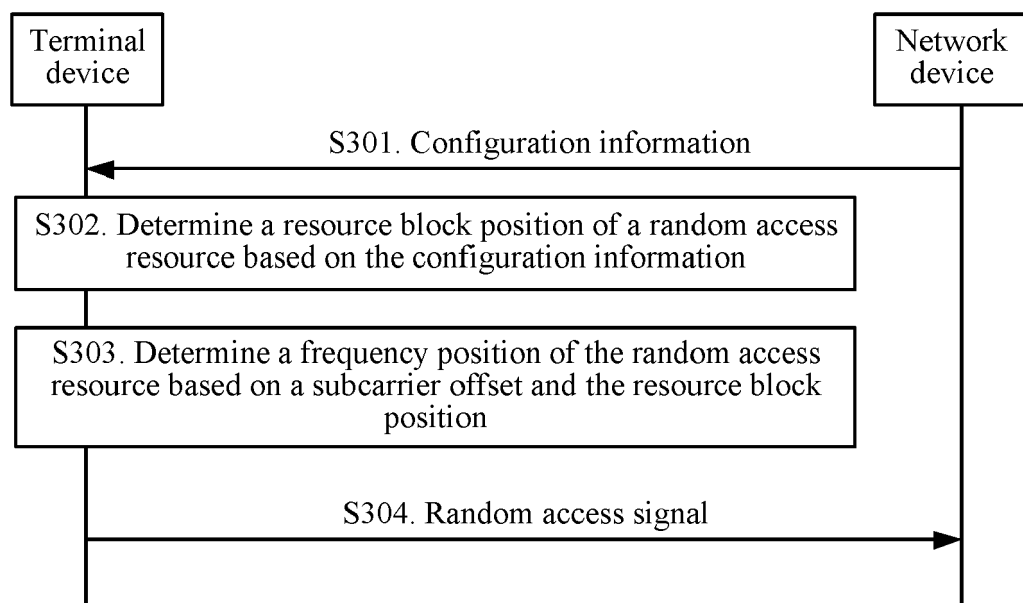 Terminal
device
Network
device
S301. Configuration information
S302. Determine a resource block position of a random access
resource based on the configuration information
S303. Determine a frequency position of the random access
resource based on a subcarrier offset and the resource block
position
S304. Random access signal